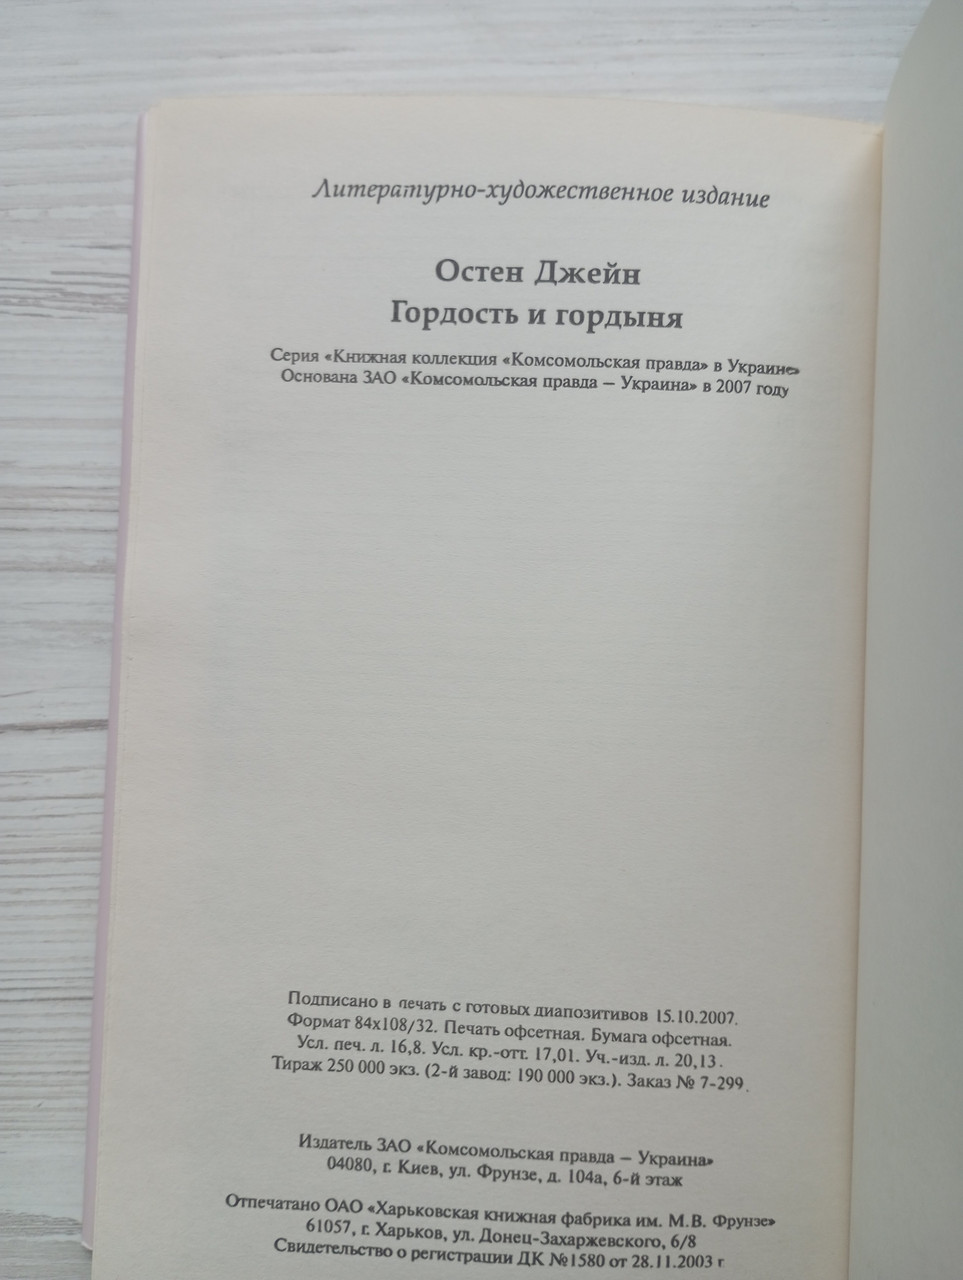 Литературно-художественное издание
Остен Джейн
Гордость и гордыня
Серия «Книжная коллекция «Комсомольская правда» в Украине»
Основана ЗАО «Комсомольская правда – Украина» в 2007 году
Подписано в печать с готовых диапозитивов 15.10.2007.
Формат 84x108/32. Печать офсетная. Бумага офсетная.
Усл. печ. л. 16,8. Усл. кр.-отт. 17,01. Уч.-изд. л. 20,13.
Тираж 250 000 экз. (2-й завод: 190 000 экз.). Заказ № 7-299.
Издатель ЗАО «Комсомольская правда – Украина»
04080, г. Киев, ул. Фрунзе, д. 104а, 6-й этаж
Отпечатано ОАО «Харьковская книжная фабрика им. М.В. Фрунзе»
61057, г. Харьков, ул. Донец-Захаржевского, 6/8
Свидетельство о регистрации ДК №1580 от 28.11.2003 г